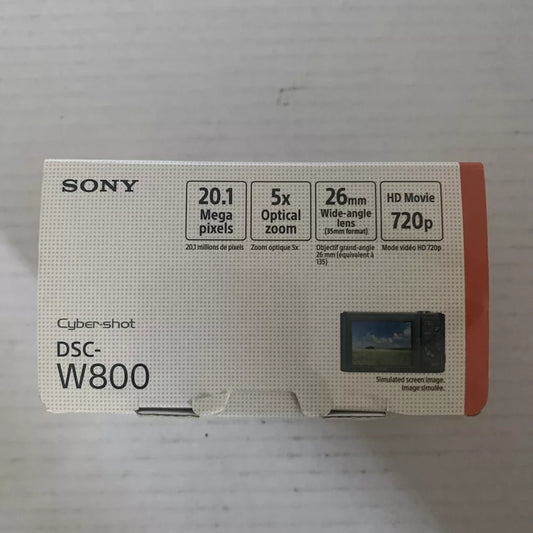 SONY
20.1
Mega
pixels
20,1 millions de pixels
5x
Optical
zoom
Zoom optique 5x
26mm
Wide-angle
lens
(35mm format)
Objectif grand-angle
26 mm (équivalent à
135)
HD Movie
720p
Mode vidéo HD 720p
Cyber-shot
DSC-
W800
Simulated screen image.
Image simulée.